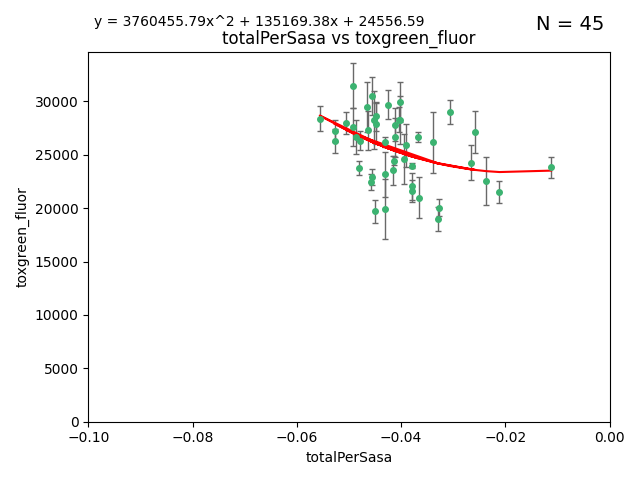 y = 3760455.79x^2 + 135169.38x + 24556.59
N = 45
totalPerSasa vs toxgreen_fluor
toxgreen_fluor
30000
25000
20000
15000
10000
5000
0
−0.10
−0.08
−0.06
−0.04
−0.02
0.00
totalPerSasa